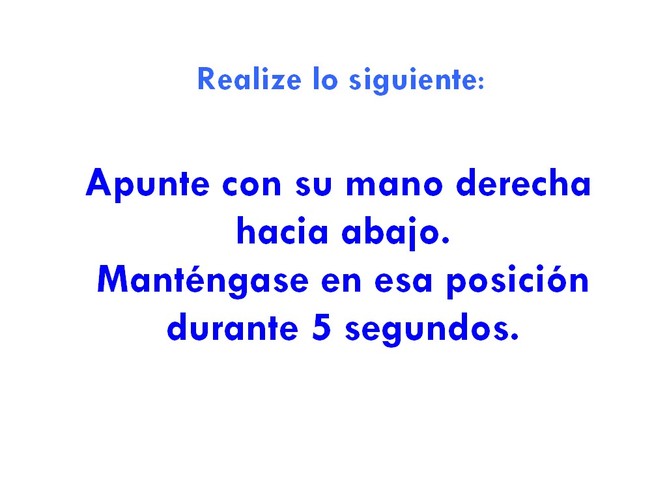 Realize lo siguiente:
Apunte con su mano derecha
hacia abajo.
Manténgase en esa posición
durante 5 segundos.